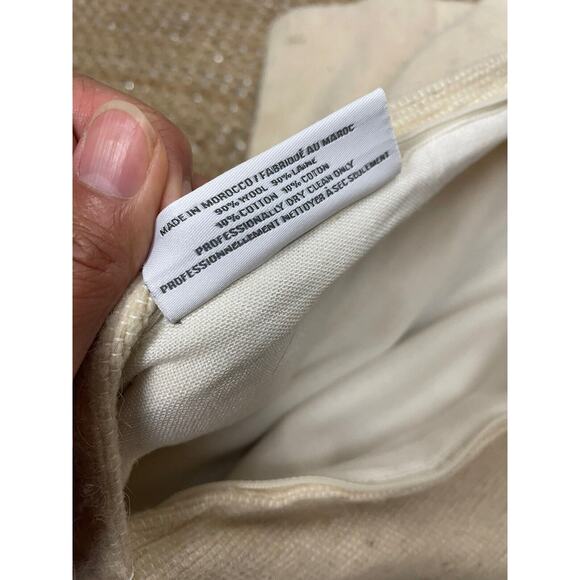 MADE IN MOROCCO / FABRIQUÉ AU MAROC
90% WOOL 90% LAINE
10% COTTON 10% COTON
PROFESSIONALLY DRY CLEAN ONLY
PROFESSIONNELLEMENT NETTOYER À SEC SEULEMENT